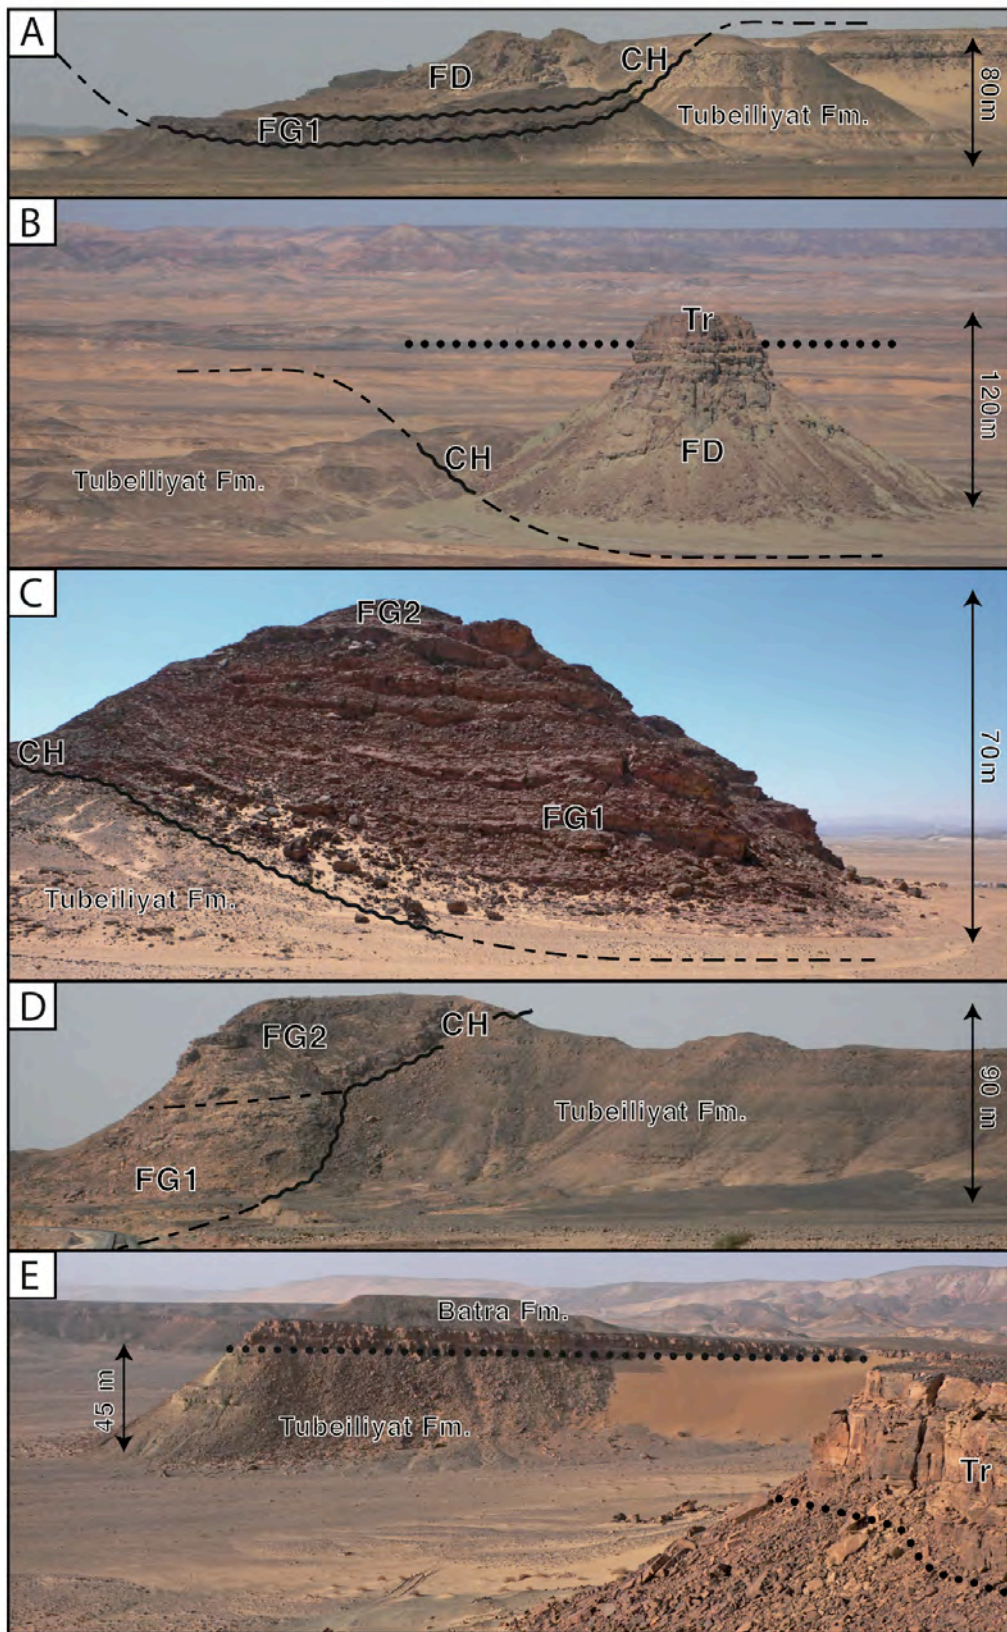 A
FD
CH
FG1
Tubeiliyat Fm.
80m
B
Tr
CH
FD
Tubeiliyat Fm.
120m
C
FG2
CH
FG1
Tubeiliyat Fm.
70m
D
FG2
CH
Tubeiliyat Fm.
FG1
90 m
E
Batra Fm.
45 m
Tubeiliyat Fm.
Tr